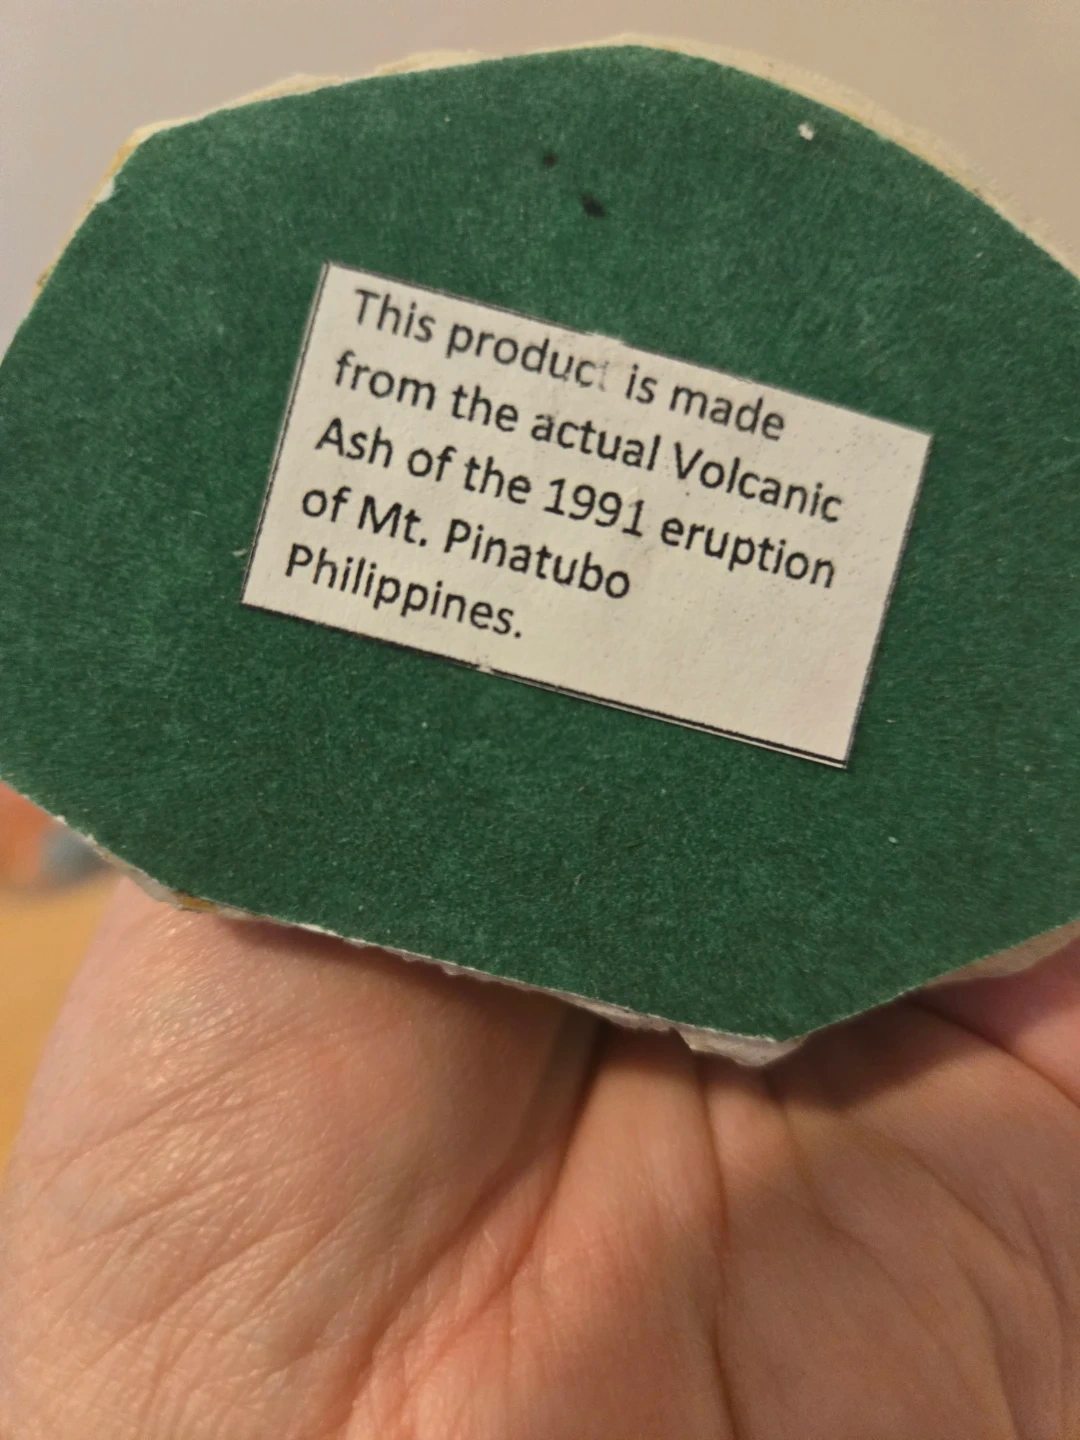 This product is made
from the actual Volcanic
Ash of the 1991 eruption
of Mt. Pinatubo
Philippines.